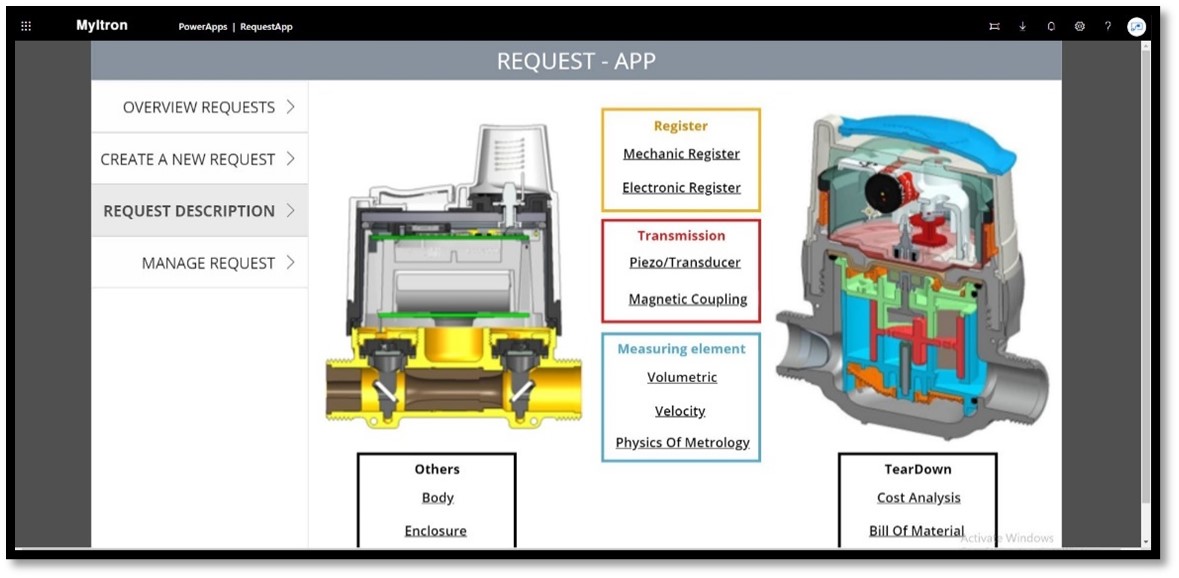 MyItron
PowerApps | RequestApp
?
REQUEST - APP
OVERVIEW REQUESTS
CREATE A NEW REQUEST
REQUEST DESCRIPTION
MANAGE REQUEST
Register
Mechanic Register
Electronic Register
Transmission
Piezo/Transducer
Magnetic Coupling
Measuring element
Volumetric
Velocity
Physics Of Metrology
Others
Body
Enclosure
TearDown
Cost Analysis
Bill Of Material
Activate Windows